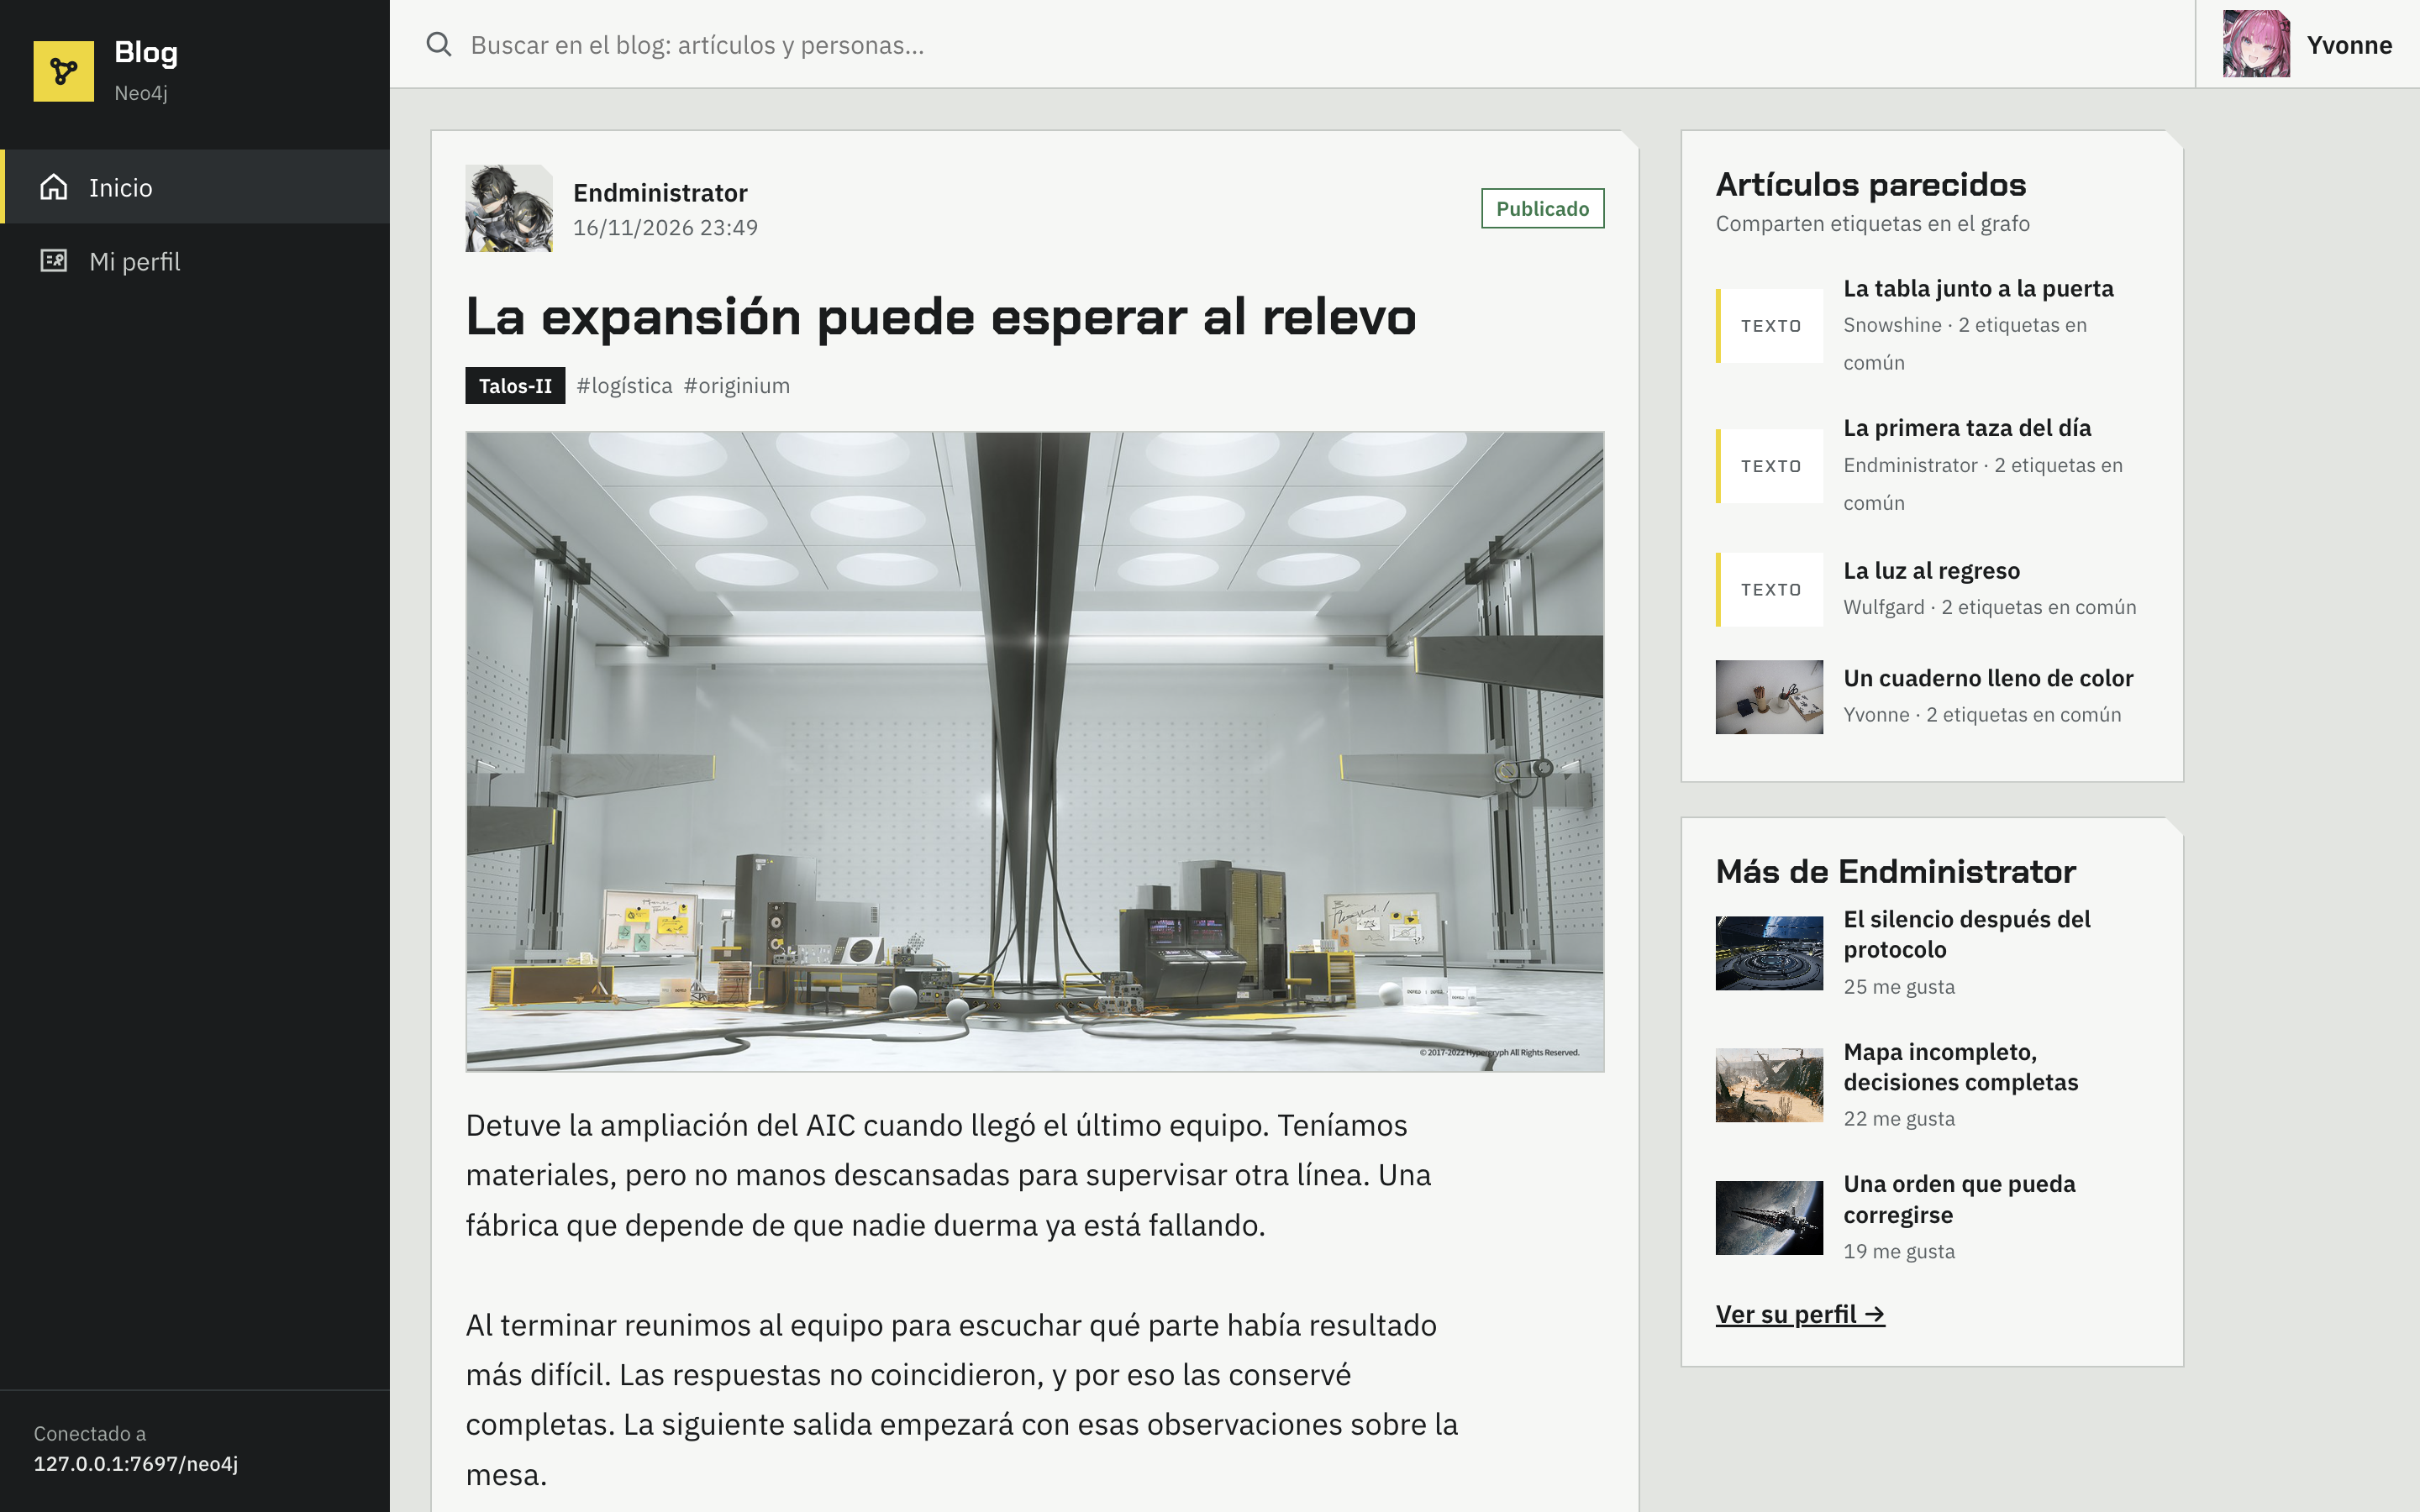 Blog
Neo4j
Inicio
Mi perfil
Conectado a
127.0.0.1:7697/neo4j
Buscar en el blog: artículos y personas...
Yvonne
Endministrator
16/11/2026 23:49
Publicado
La expansión puede esperar al relevo
Talos-II #logística #originium
© 2017-2022 Hypergryph All Rights Reserved.
Detuve la ampliación del AIC cuando llegó el último equipo. Teníamos
materiales, pero no manos descansadas para supervisar otra línea. Una
fábrica que depende de que nadie duerma ya está fallando.
Al terminar reunimos al equipo para escuchar qué parte había resultado
más difícil. Las respuestas no coincidieron, y por eso las conservé
completas. La siguiente salida empezará con esas observaciones sobre la
mesa.
Artículos parecidos
Comparten etiquetas en el grafo
TEXTO
La tabla junto a la puerta
Snowshine · 2 etiquetas en
común
TEXTO
La primera taza del día
Endministrator · 2 etiquetas en
común
TEXTO
La luz al regreso
Wulfgard · 2 etiquetas en común
Un cuaderno lleno de color
Yvonne · 2 etiquetas en común
Más de Endministrator
El silencio después del
protocolo
25 me gusta
Mapa incompleto,
decisiones completas
22 me gusta
Una orden que pueda
corregirse
19 me gusta
Ver su perfil →